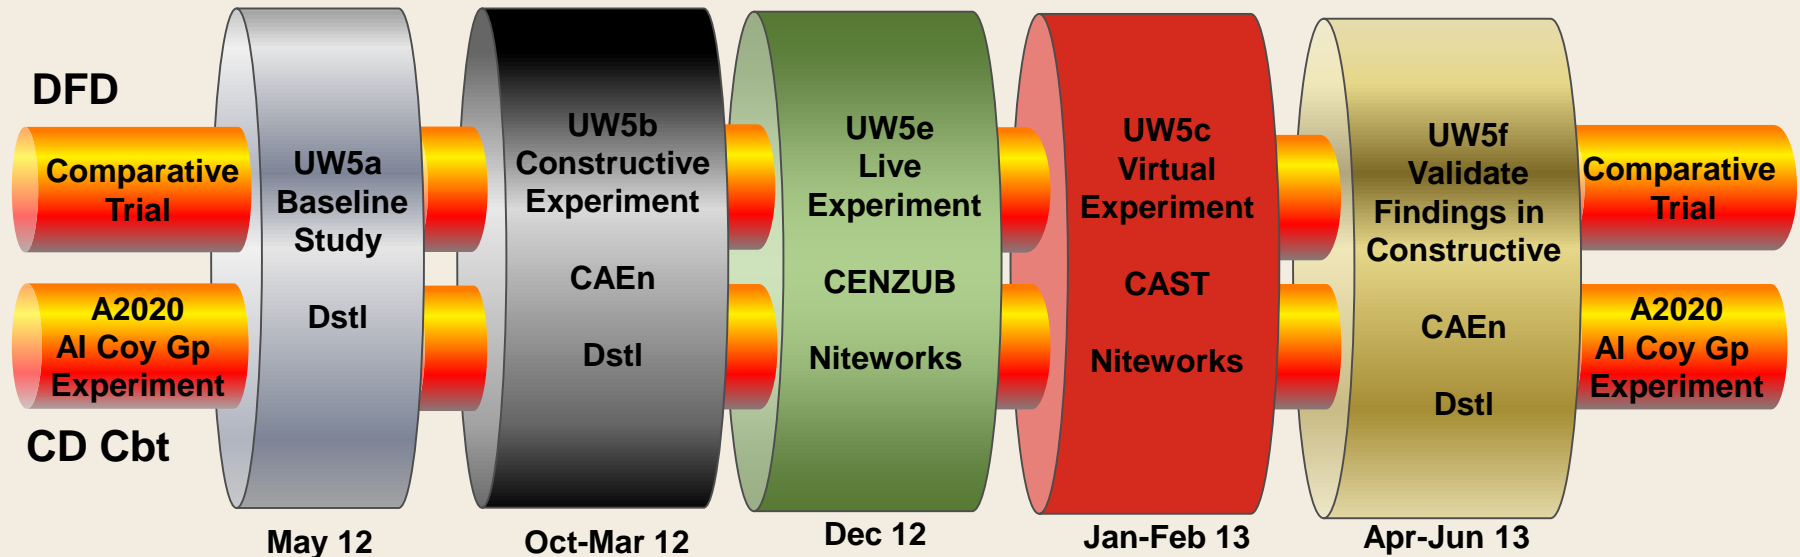 DFD
Comparative
Trial
A2020
AI Coy Gp
Experiment
CD Cbt
UW5a
Baseline
Study
Dstl
May 12
UW5b
Constructive
Experiment
CAEn
Dstl
Oct-Mar 12
UW5e
Live
Experiment
CENZUB
Niteworks
Dec 12
UW5c
Virtual
Experiment
CAST
Niteworks
Jan-Feb 13
UW5f
Validate
Findings in
Constructive
CAEn
Dstl
Apr-Jun 13
Comparative
Trial
A2020
AI Coy Gp
Experiment